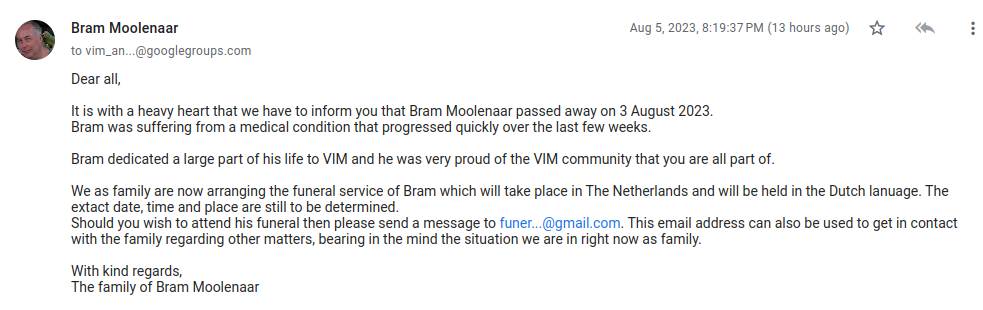 Bram Moolenaar
Aug 5, 2023, 8:19:37 PM (13 hours ago)
to vim_an...@googlegroups.com
Dear all,
It is with a heavy heart that we have to inform you that Bram Moolenaar passed away on 3 August 2023.
Bram was suffering from a medical condition that progressed quickly over the last few weeks.
Bram dedicated a large part of his life to VIM and he was very proud of the VIM community that you are all part of.
We as family are now arranging the funeral service of Bram which will take place in The Netherlands and will be held in the Dutch lanuage. The
extact date, time and place are still to be determined.
Should you wish to attend his funeral then please send a message to funer...@gmail.com. This email address can also be used to get in contact
with the family regarding other matters, bearing in the mind the situation we are in right now as family.
With kind regards,
The family of Bram Moolenaar